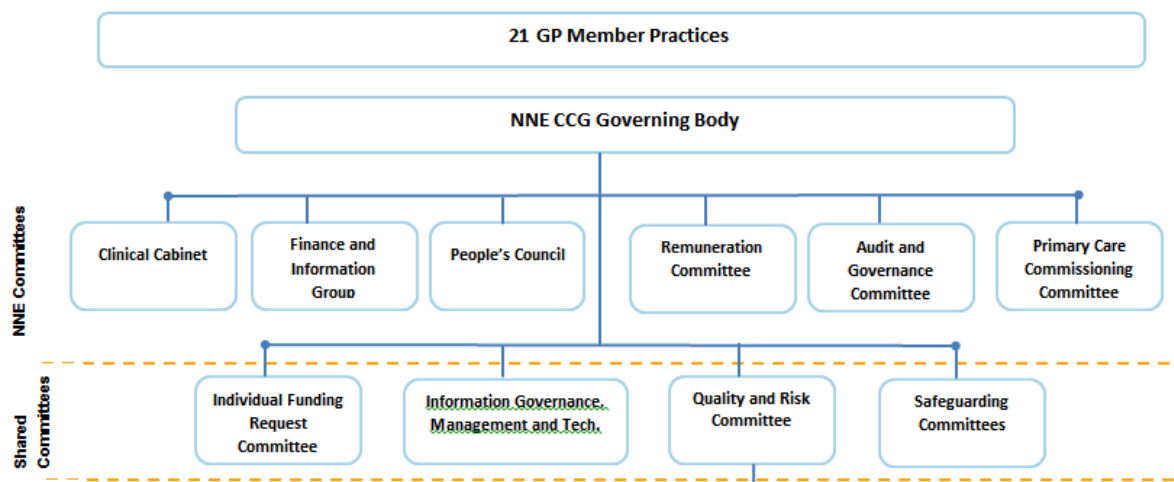 21 GP Member Practices
NNE CCG Governing Body
NNE Committees
Clinical Cabinet
Finance and
Information
Group
People's Council
Remuneration
Committee
Audit and
Governance
Committee
Primary Care
Commissioning
Committee
Shared
Committees
Individual Funding
Request
Committee
Information Governance,
Management and Tech.
Quality and Risk
Committee
Safeguarding
Committees